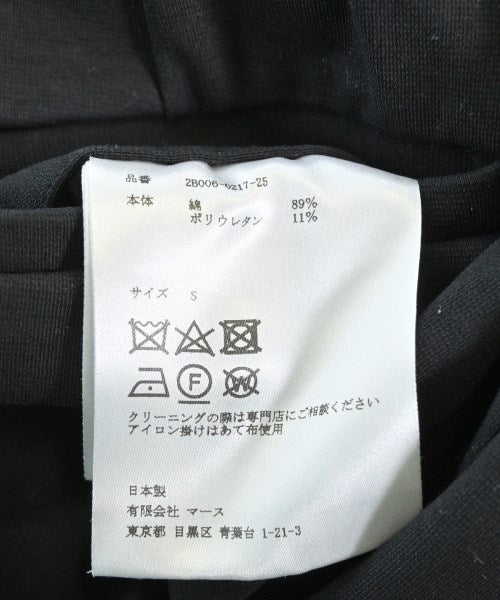 品番 2B006-0217-25
本体 綿 89%
ポリウレタン 11%
サイズ S
F W
クリーニングの際は専門店にご相談ください
アイロン掛けはあて布使用
日本製
有限会社 マース
東京都 目黒区 青葉台 1-21-3